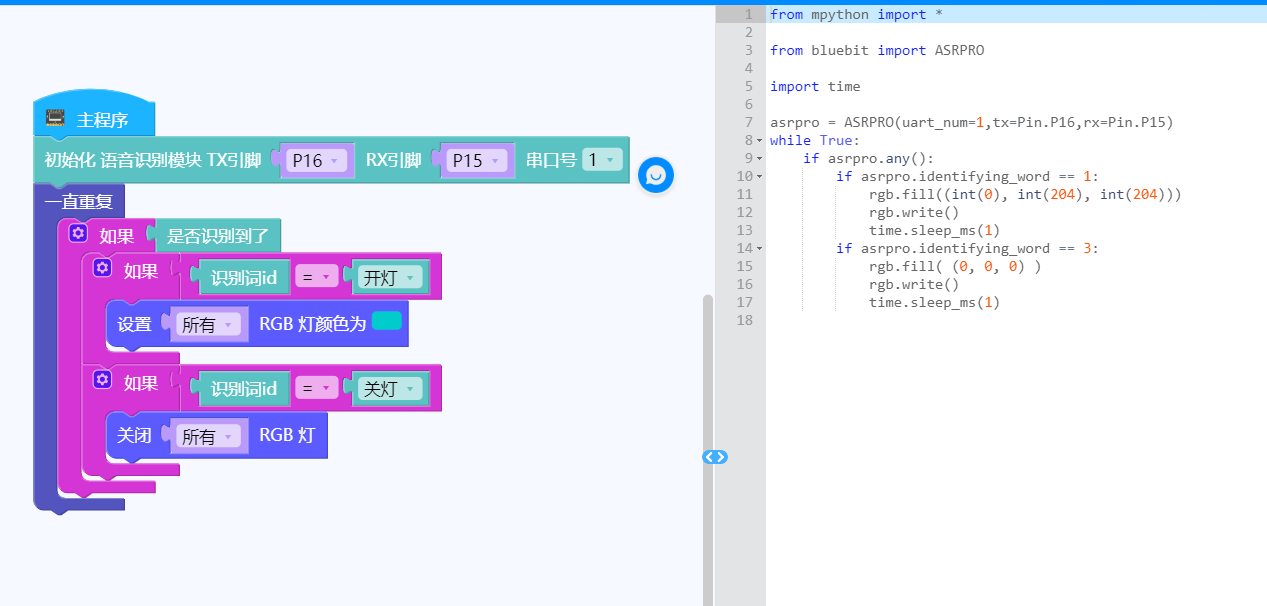 主程序
初始化 语音识别模块 TX引脚 P16 RX引脚 P15 串口号 1
一直重复
如果 是否识别到了
如果 识别词id = 开灯
设置 所有 RGB 灯颜色为
如果 识别词id = 关灯
关闭 所有 RGB 灯
1 from mpython import *
2
3 from bluebit import ASRPRO
4
5 import time
6
7 asrpro = ASRPRO(uart_num=1,tx=Pin.P16,rx=Pin.P15)
8 while True:
9     if asrpro.any():
10         if asrpro.identifying_word == 1:
11             rgb.fill((int(0), int(204), int(204)))
12             rgb.write()
13             time.sleep_ms(1)
14         if asrpro.identifying_word == 3:
15             rgb.fill( (0, 0, 0) )
16             rgb.write()
17             time.sleep_ms(1)
18